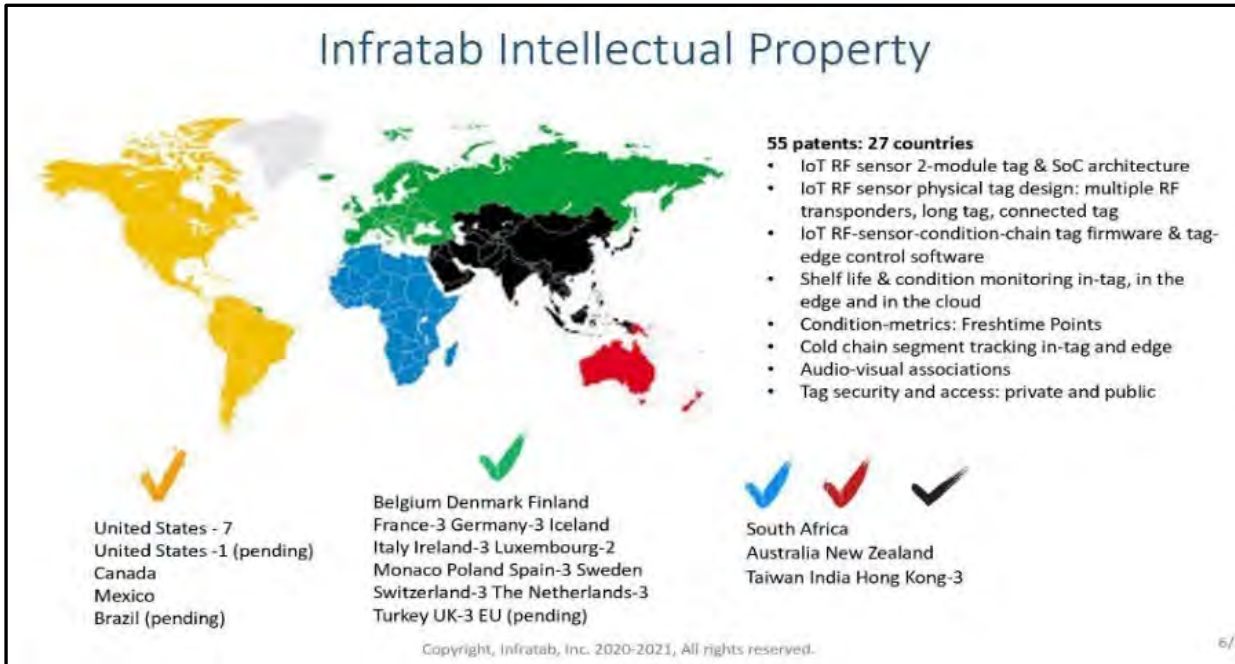 Infratab Intellectual Property
55 patents: 27 countries
• IoT RF sensor 2-module tag & SoC architecture
• IoT RF sensor physical tag design: multiple RF
transponders, long tag, connected tag
• IoT RF-sensor-condition-chain tag firmware & tag-
edge control software
• Shelf life & condition monitoring in-tag, in the
edge and in the cloud
• Condition-metrics: Freshtime Points
• Cold chain segment tracking in-tag and edge
• Audio-visual associations
• Tag security and access: private and public
United States - 7
United States -1 (pending)
Canada
Mexico
Brazil (pending)
Belgium Denmark Finland
France-3 Germany-3 Iceland
Italy Ireland-3 Luxembourg-2
Monaco Poland Spain-3 Sweden
Switzerland-3 The Netherlands-3
Turkey UK-3 EU (pending)
South Africa
Australia New Zealand
Taiwan India Hong Kong-3
Copyright, Infratab, Inc. 2020-2021, All rights reserved.
6/